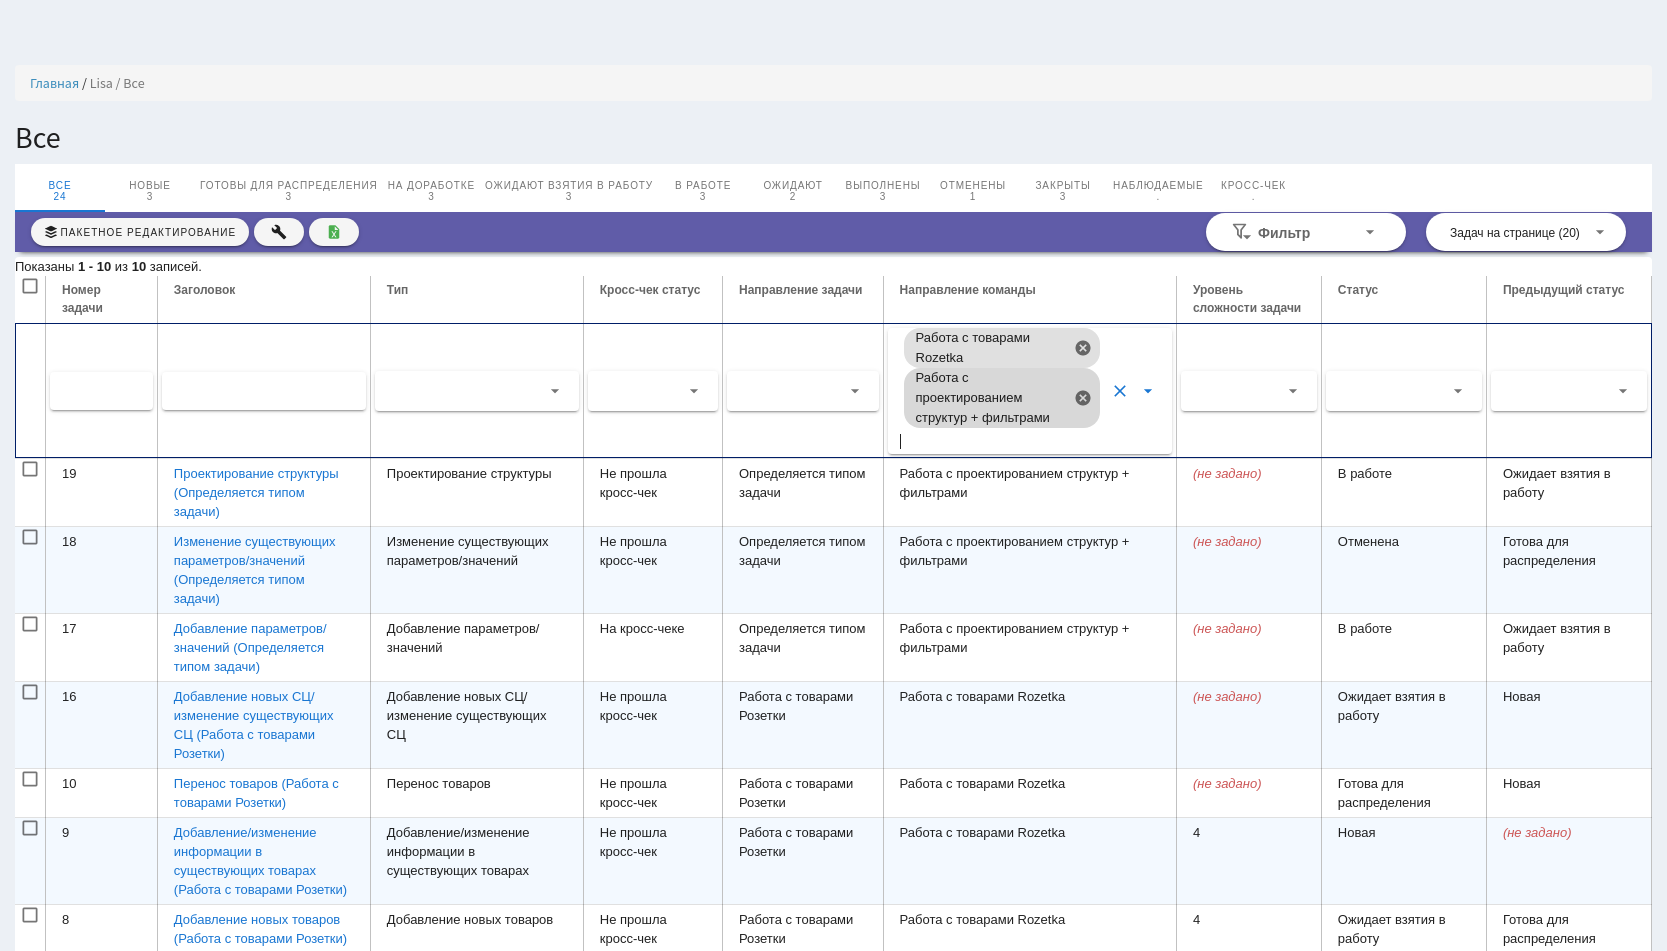 Главная / Lisa / Все
Все
ВСЕ
24
НОВЫЕ
3
ГОТОВЫ ДЛЯ РАСПРЕДЕЛЕНИЯ
3
НА ДОРАБОТКЕ
3
ОЖИДАЮТ ВЗЯТИЯ В РАБОТУ
3
В РАБОТЕ
3
ОЖИДАЮТ
2
ВЫПОЛНЕНЫ
3
ОТМЕНЕНЫ
1
ЗАКРЫТЫ
3
НАБЛЮДАЕМЫЕ
.
КРОСС-ЧЕК
.
ПАКЕТНОЕ РЕДАКТИРОВАНИЕ
Фильтр
Задач на странице (20)
Показаны 1 - 10 из 10 записей.
Номер
задачи
Заголовок
Тип
Кросс-чек статус
Направление задачи
Направление команды
Уровень
сложности задачи
Статус
Предыдущий статус
Работа с товарами
Rozetka
Работа с
проектированием
структур + фильтрами
19
Проектирование структуры
(Определяется типом
задачи)
Проектирование структуры
Не прошла
кросс-чек
Определяется типом
задачи
Работа с проектированием структур +
фильтрами
(не задано)
В работе
Ожидает взятия в
работу
18
Изменение существующих
параметров/значений
(Определяется типом
задачи)
Изменение существующих
параметров/значений
Не прошла
кросс-чек
Определяется типом
задачи
Работа с проектированием структур +
фильтрами
(не задано)
Отменена
Готова для
распределения
17
Добавление параметров/
значений (Определяется
типом задачи)
Добавление параметров/
значений
На кросс-чеке
Определяется типом
задачи
Работа с проектированием структур +
фильтрами
(не задано)
В работе
Ожидает взятия в
работу
16
Добавление новых СЦ/
изменение существующих
СЦ (Работа с товарами
Розетки)
Добавление новых СЦ/
изменение существующих
СЦ
Не прошла
кросс-чек
Работа с товарами
Розетки
Работа с товарами Rozetka
(не задано)
Ожидает взятия в
работу
Новая
10
Перенос товаров (Работа с
товарами Розетки)
Перенос товаров
Не прошла
кросс-чек
Работа с товарами
Розетки
Работа с товарами Rozetka
(не задано)
Готова для
распределения
Новая
9
Добавление/изменение
информации в
существующих товарах
(Работа с товарами Розетки)
Добавление/изменение
информации в
существующих товарах
Не прошла
кросс-чек
Работа с товарами
Розетки
Работа с товарами Rozetka
4
Новая
(не задано)
8
Добавление новых товаров
(Работа с товарами Розетки)
Добавление новых товаров
Не прошла
кросс-чек
Работа с товарами
Розетки
Работа с товарами Rozetka
4
Ожидает взятия в
работу
Готова для
распределения